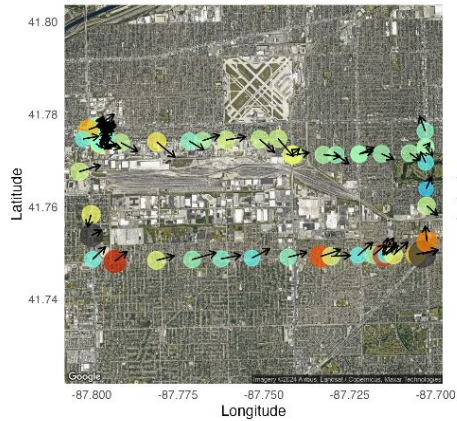 41.80
41.78
41.76
41.74
Latitude
Google
Imagery ©2024 Airbus, Landsat / Copernicus, Maxar Technologies
-87.800
-87.775
-87.750
-87.725
-87.700
Longitude